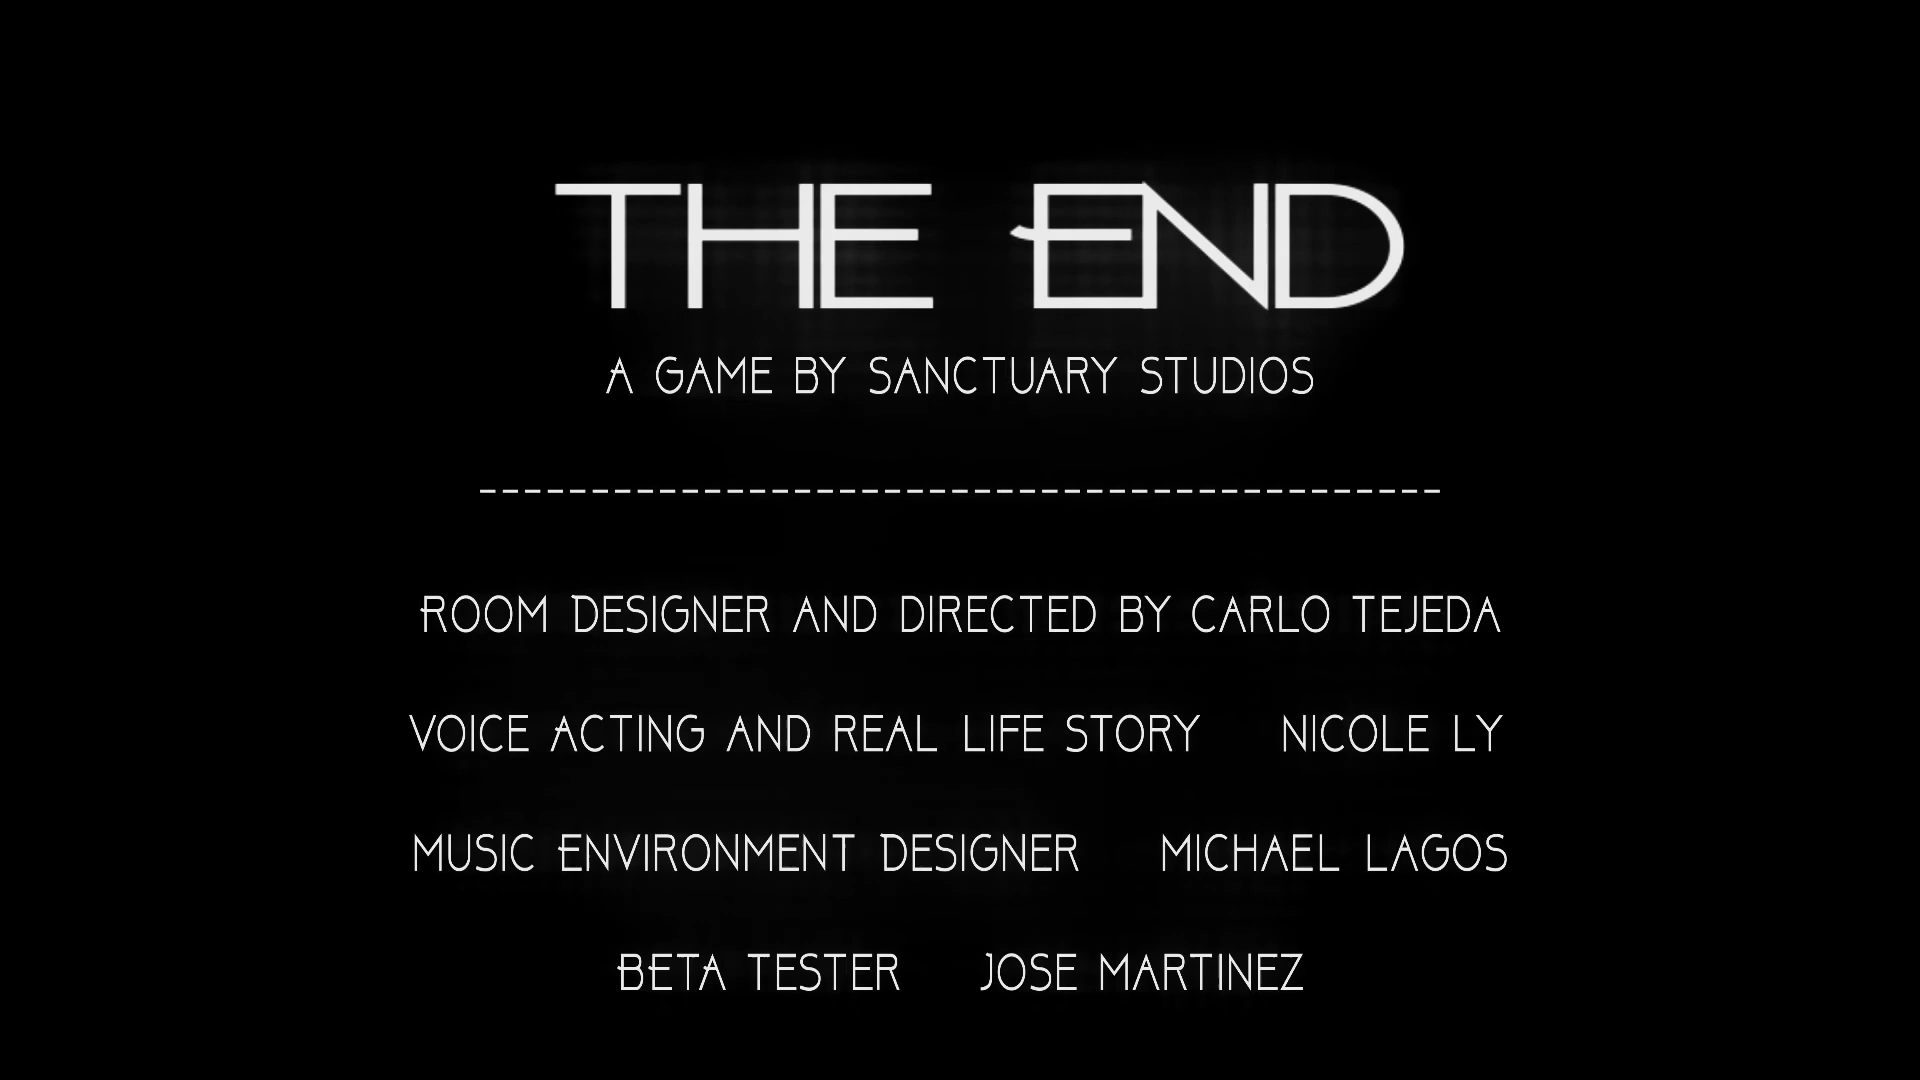 THE END
A GAME BY SANCTUARY STUDIOS
-------------------------------------------
ROOM DESIGNER AND DIRECTED BY CARLO TEJEDA
VOICE ACTING AND REAL LIFE STORY NICOLE LY
MUSIC ENVIRONMENT DESIGNER MICHAEL LAGOS
BETA TESTER JOSE MARTINEZ